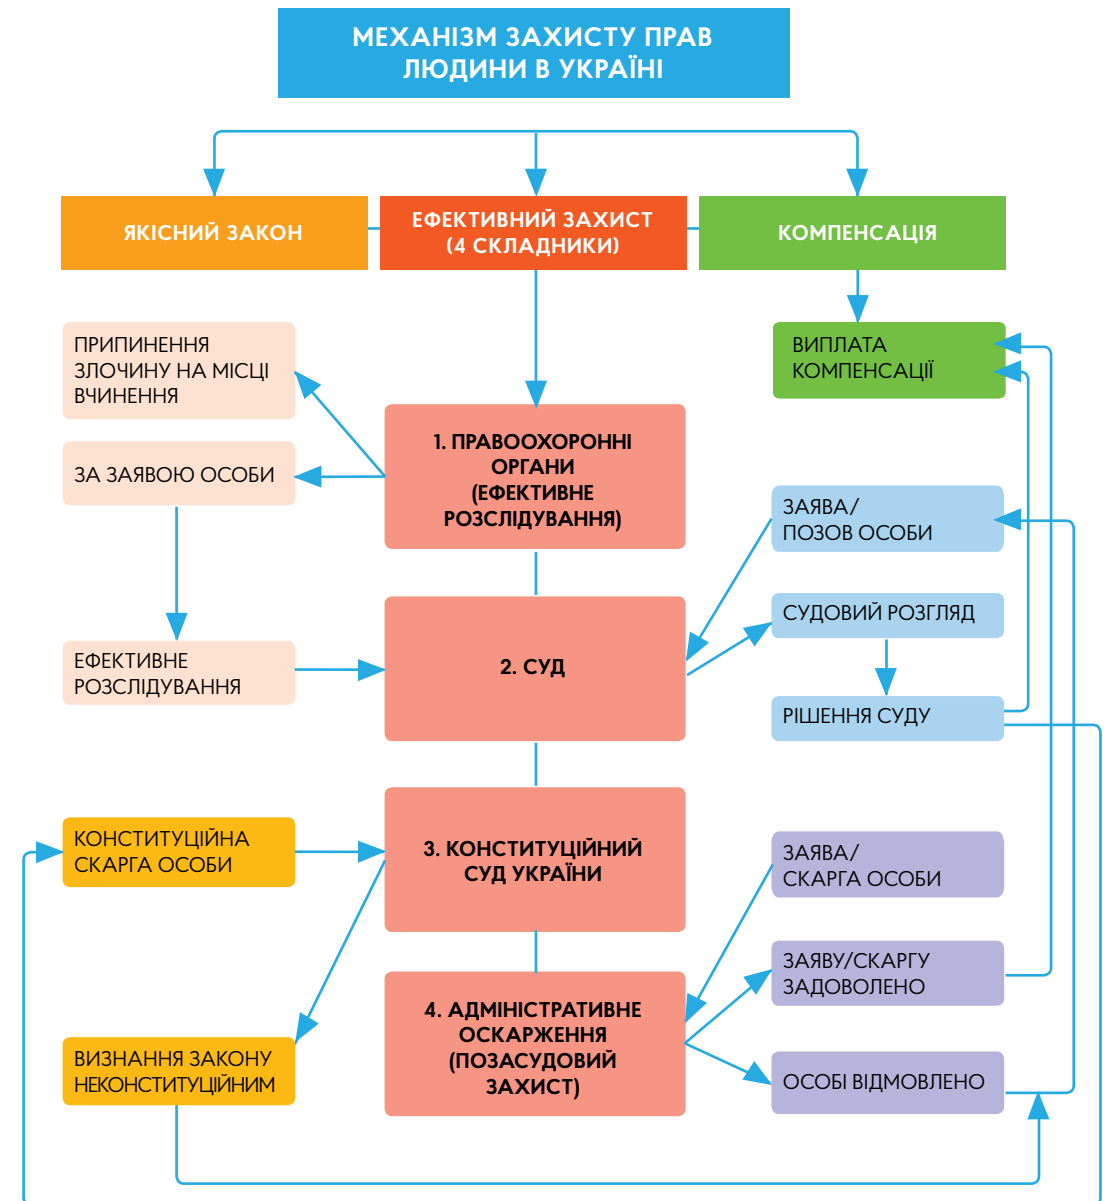 МЕХАНІЗМ ЗАХИСТУ ПРАВ
ЛЮДИНИ В УКРАЇНІ
ЯКІСНИЙ ЗАКОН
ЕФЕКТИВНИЙ ЗАХИСТ
(4 СКЛАДНИКИ)
КОМПЕНСАЦІЯ
ПРИПИНЕННЯ
ЗЛОЧИНУ НА МІСЦІ
ВЧИНЕННЯ
ВИПЛАТА
КОМПЕНСАЦІЇ
1. ПРАВООХОРОННІ
ОРГАНИ
(ЕФЕКТИВНЕ
РОЗСЛІДУВАННЯ)
ЗА ЗАЯВОЮ ОСОБИ
ЗАЯВА/
ПОЗОВ ОСОБИ
СУДОВИЙ РОЗГЛЯД
ЕФЕКТИВНЕ
РОЗСЛІДУВАННЯ
2. СУД
РІШЕННЯ СУДУ
КОНСТИТУЦІЙНА
СКАРГА ОСОБИ
3. КОНСТИТУЦІЙНИЙ
СУД УКРАЇНИ
ЗАЯВА/
СКАРГА ОСОБИ
ЗАЯВУ/СКАРГУ
ЗАДОВОЛЕНО
4. АДМІНІСТРАТИВНЕ
ОСКАРЖЕННЯ
(ПОЗАСУДОВИЙ
ЗАХИСТ)
ВИЗНАННЯ ЗАКОНУ
НЕКОНСТИТУЦІЙНИМ
ОСОБІ ВІДМОВЛЕНО